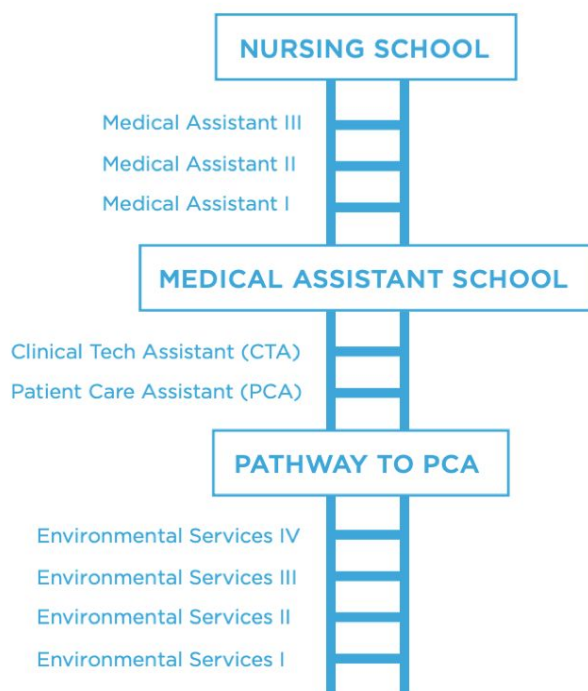 NURSING SCHOOL
Medical Assistant III
Medical Assistant II
Medical Assistant I
MEDICAL ASSISTANT SCHOOL
Clinical Tech Assistant (CTA)
Patient Care Assistant (PCA)
PATHWAY TO PCA
Environmental Services IV
Environmental Services III
Environmental Services II
Environmental Services I